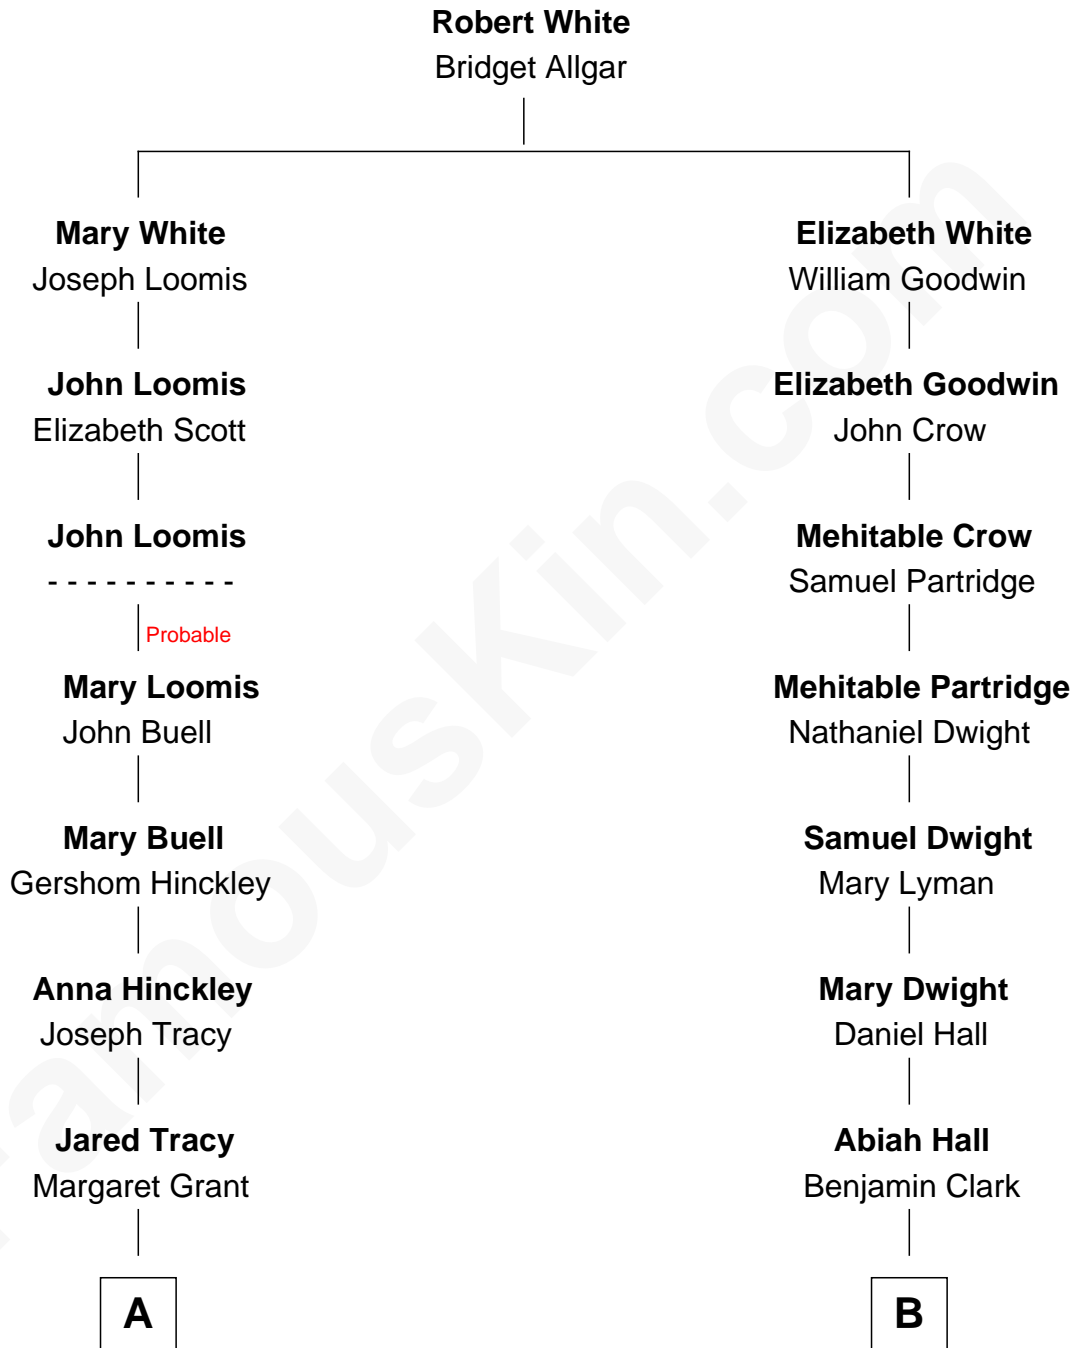 Robert White
Bridget Allgar
Mary White
Joseph Loomis
Elizabeth White
William Goodwin
John Loomis
Elizabeth Scott
Elizabeth Goodwin
John Crow
John Loomis
- - - - - - - - - -
Mehitable Crow
Samuel Partridge
Probable
Mary Loomis
John Buell
Mehitable Partridge
Nathaniel Dwight
Mary Buell
Gershom Hinckley
Samuel Dwight
Mary Lyman
Anna Hinckley
Joseph Tracy
Mary Dwight
Daniel Hall
Jared Tracy
Margaret Grant
Abiah Hall
Benjamin Clark
A
B
FamousKin.com